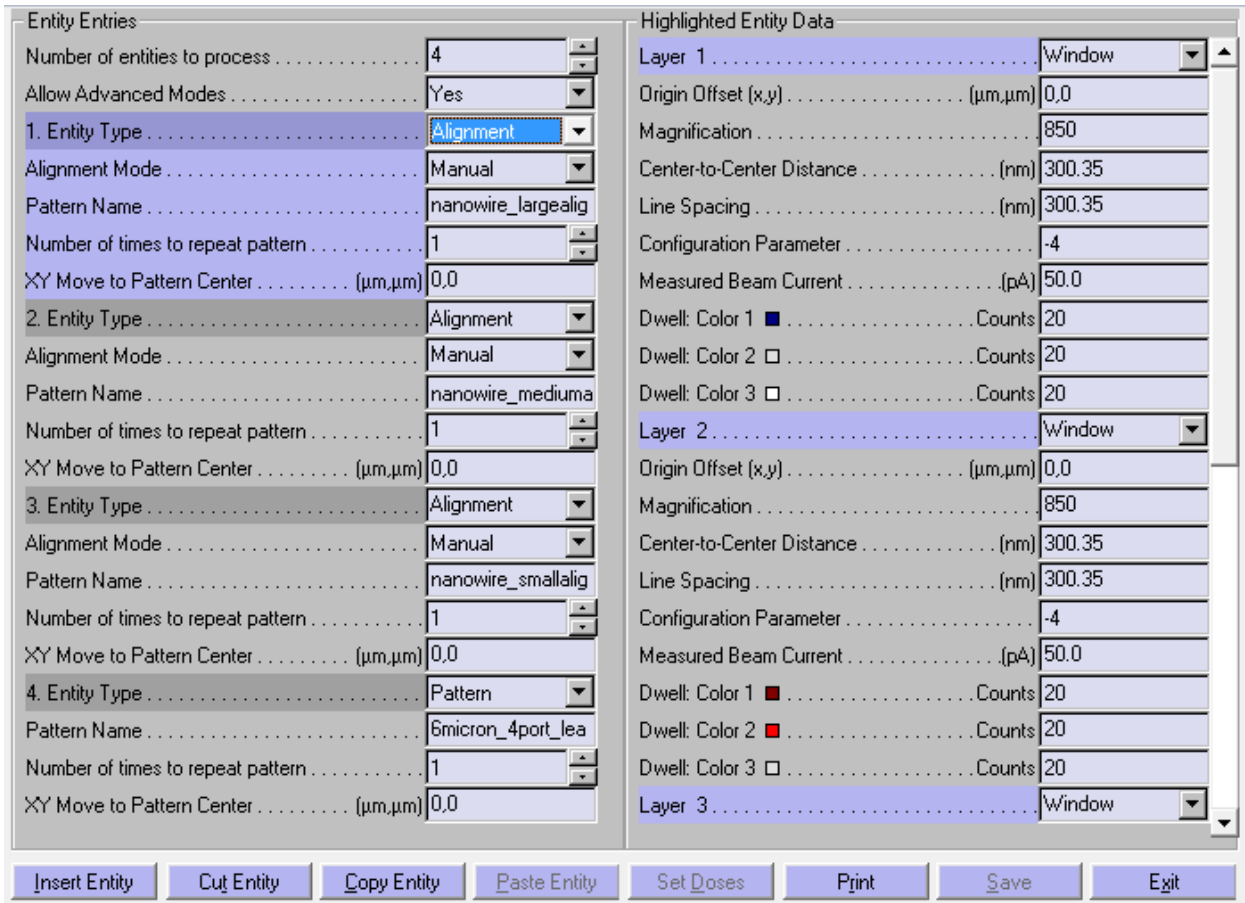 Entity Entries
Number of entities to process . . . . . . . . . . . . . . 4
Allow Advanced Modes . . . . . . . . . . . . . . . . . . Yes
1. Entity Type . . . . . . . . . . . . . . . . . . . . . . . . . . Alignment
Alignment Mode . . . . . . . . . . . . . . . . . . . . . . . . Manual
Pattern Name . . . . . . . . . . . . . . . . . . . . . . . . . . nanowire_largealig
Number of times to repeat pattern . . . . . . . . . . . 1
XY Move to Pattern Center . . . . . . . . . (µm,µm) 0,0
2. Entity Type . . . . . . . . . . . . . . . . . . . . . . . . . . Alignment
Alignment Mode . . . . . . . . . . . . . . . . . . . . . . . . Manual
Pattern Name . . . . . . . . . . . . . . . . . . . . . . . . . . nanowire_mediuma
Number of times to repeat pattern . . . . . . . . . . . 1
XY Move to Pattern Center . . . . . . . . . (µm,µm) 0,0
3. Entity Type . . . . . . . . . . . . . . . . . . . . . . . . . . Alignment
Alignment Mode . . . . . . . . . . . . . . . . . . . . . . . . Manual
Pattern Name . . . . . . . . . . . . . . . . . . . . . . . . . . nanowire_smallalig
Number of times to repeat pattern . . . . . . . . . . . 1
XY Move to Pattern Center . . . . . . . . . (µm,µm) 0,0
4. Entity Type . . . . . . . . . . . . . . . . . . . . . . . . . . Pattern
Pattern Name . . . . . . . . . . . . . . . . . . . . . . . . . . 6micron_4port_lea
Number of times to repeat pattern . . . . . . . . . . . 1
XY Move to Pattern Center . . . . . . . . . (µm,µm) 0,0
Highlighted Entity Data
Layer 1 . . . . . . . . . . . . . . . . . . . . . . . . . . . . . . Window
Origin Offset (x,y) . . . . . . . . . . . . . . . . . (µm,µm) 0,0
Magnification . . . . . . . . . . . . . . . . . . . . . . . . . . 850
Center-to-Center Distance . . . . . . . . . . . . . (nm) 300.35
Line Spacing . . . . . . . . . . . . . . . . . . . . . . . (nm) 300.35
Configuration Parameter . . . . . . . . . . . . . . . . . -4
Measured Beam Current . . . . . . . . . . . . . . .(pA) 50.0
Dwell: Color 1 . . . . . . . . . . . . . . . . . . .Counts 20
Dwell: Color 2 . . . . . . . . . . . . . . . . . . .Counts 20
Dwell: Color 3 . . . . . . . . . . . . . . . . . . .Counts 20
Layer 2 . . . . . . . . . . . . . . . . . . . . . . . . . . . . . . Window
Origin Offset (x,y) . . . . . . . . . . . . . . . . . (µm,µm) 0,0
Magnification . . . . . . . . . . . . . . . . . . . . . . . . . . 850
Center-to-Center Distance . . . . . . . . . . . . . (nm) 300.35
Line Spacing . . . . . . . . . . . . . . . . . . . . . . . (nm) 300.35
Configuration Parameter . . . . . . . . . . . . . . . . . -4
Measured Beam Current . . . . . . . . . . . . . . .(pA) 50.0
Dwell: Color 1 . . . . . . . . . . . . . . . . . . .Counts 20
Dwell: Color 2 . . . . . . . . . . . . . . . . . . .Counts 20
Dwell: Color 3 . . . . . . . . . . . . . . . . . . .Counts 20
Layer 3 . . . . . . . . . . . . . . . . . . . . . . . . . . . . . . Window
Insert Entity Cut Entity Copy Entity Paste Entity Set Doses Print Save Exit